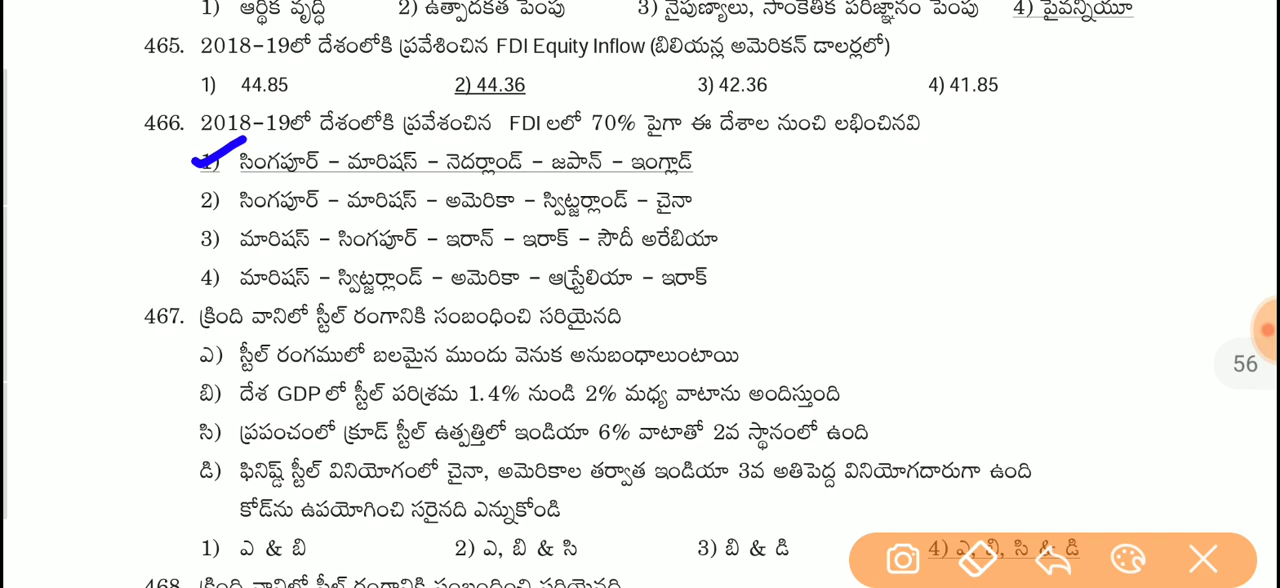 1) ఆర్థిక వృద్ధి 2) ఉత్పాదకత పెంపు 3) నైపుణ్యాలు, సాంకేతిక పరిజ్ఞానం పెంపు 4) పైవన్నియూ
465. 2018-19లో దేశంలోకి ప్రవేశించిన FDI Equity Inflow (బిలియన్ల అమెరికన్ డాలర్లలో)
1) 44.85 2) 44.36 3) 42.36 4) 41.85
466. 2018-19లో దేశంలోకి ప్రవేశంచిన FDI లలో 70% పైగా ఈ దేశాల నుంచి లభించినవి
1) సింగపూర్ - మారిషస్ - నెదర్లాండ్ - జపాన్ - ఇంగ్లాడ్
2) సింగపూర్ - మారిషస్ - అమెరికా - స్విట్జర్లాండ్ - చైనా
3) మారిషస్ - సింగపూర్ - ఇరాన్ - ఇరాక్ - సౌదీ అరేబియా
4) మారిషస్ - స్విట్జర్లాండ్ - అమెరికా - ఆస్ట్రేలియా - ఇరాక్
467. క్రింది వానిలో స్టీల్ రంగానికి సంబంధించి సరియైనది
ఎ) స్టీల్ రంగములో బలమైన ముందు వెనుక అనుబంధాలుంటాయి
56
బి) దేశ GDP లో స్టీల్ పరిశ్రమ 1.4% నుండి 2% మధ్య వాటాను అందిస్తుంది
సి) ప్రపంచంలో క్రూడ్ స్టీల్ ఉత్పత్తిలో ఇండియా 6% వాటాతో 2వ స్థానంలో ఉంది
డి) ఫినిష్డ్ స్టీల్ వినియోగంలో చైనా, అమెరికాల తర్వాత ఇండియా 3వ అతిపెద్ద వినియోగదారుగా ఉంది
కోడ్‌ను ఉపయోగించి సరైనది ఎన్నుకోండి
1) ఎ & బి 2) ఎ, బి & సి 3) బి & డి 4) ఎ, బి, సి & డి
468. క్రింది వానిలో స్టీల్ రంగానికి సంబంధించి సరియైనది